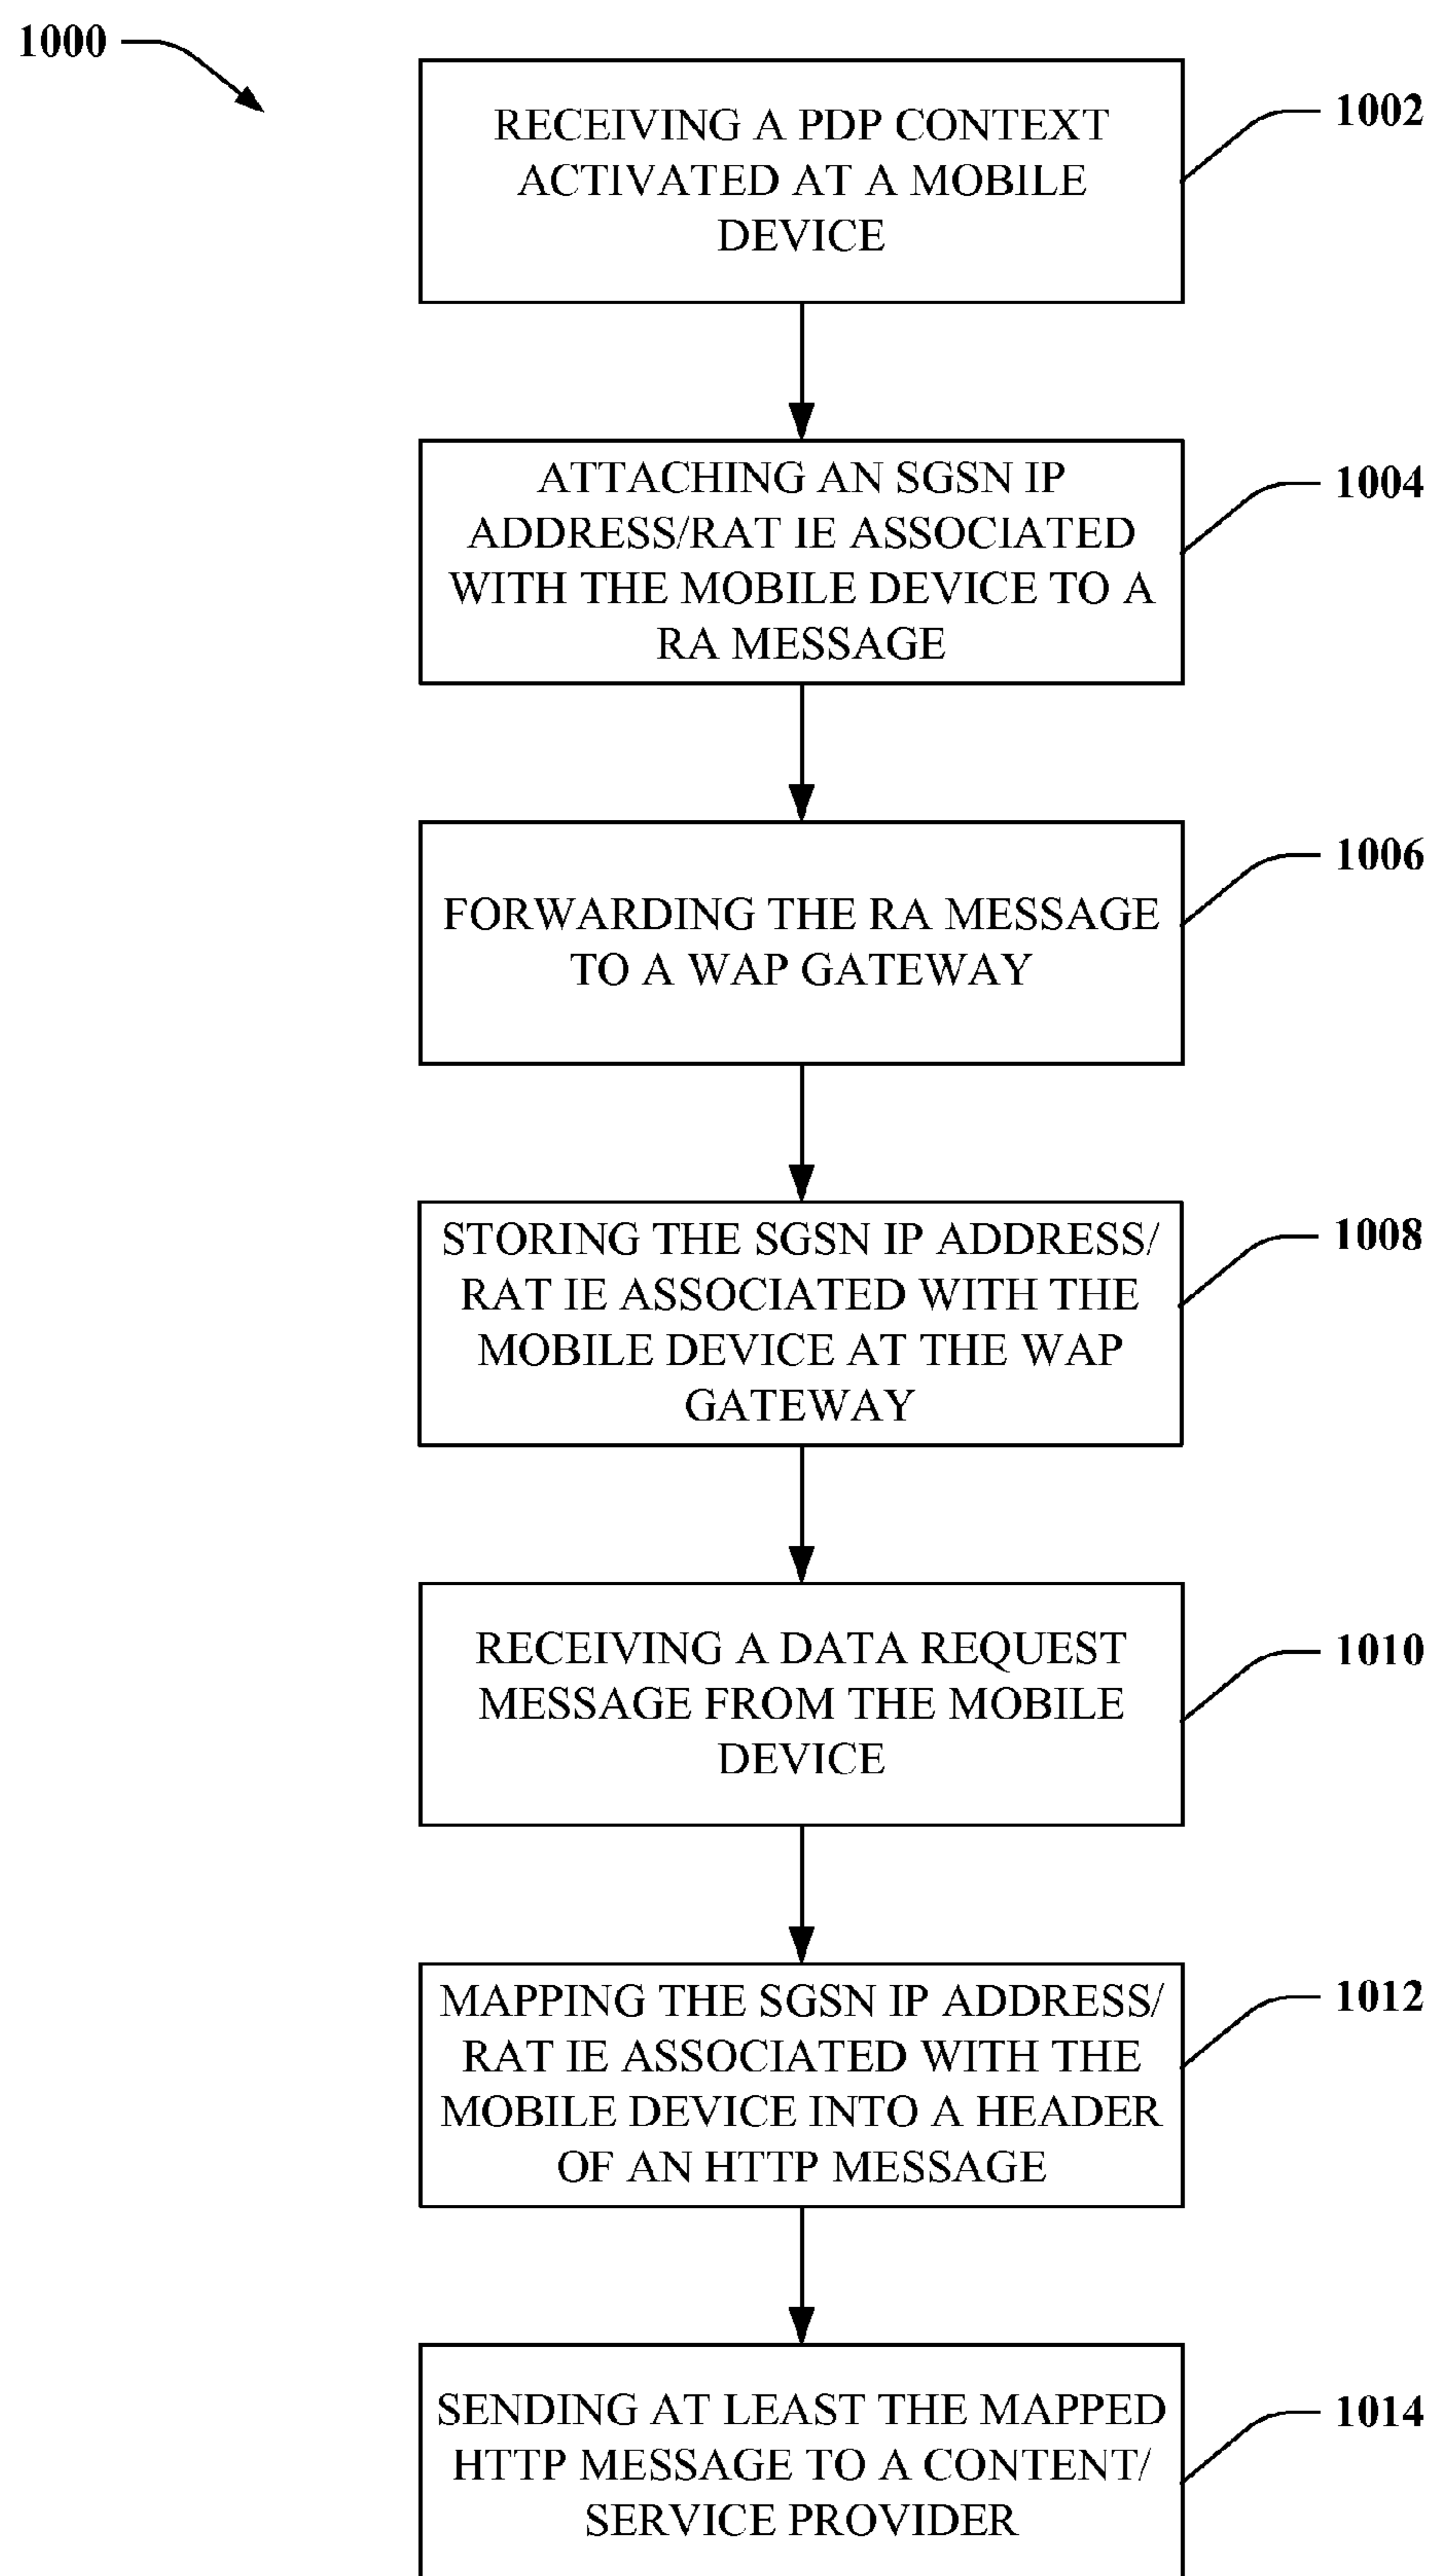 1000
RECEIVING A PDP CONTEXT
ACTIVATED AT A MOBILE
DEVICE
1002
ATTACHING AN SGSN IP
ADDRESS/RAT IE ASSOCIATED
WITH THE MOBILE DEVICE TO A
RA MESSAGE
1004
FORWARDING THE RA MESSAGE
TO A WAP GATEWAY
1006
STORING THE SGSN IP ADDRESS/
RAT IE ASSOCIATED WITH THE
MOBILE DEVICE AT THE WAP
GATEWAY
1008
RECEIVING A DATA REQUEST
MESSAGE FROM THE MOBILE
DEVICE
1010
MAPPING THE SGSN IP ADDRESS/
RAT IE ASSOCIATED WITH THE
MOBILE DEVICE INTO A HEADER
OF AN HTTP MESSAGE
1012
SENDING AT LEAST THE MAPPED
HTTP MESSAGE TO A CONTENT/
SERVICE PROVIDER
1014